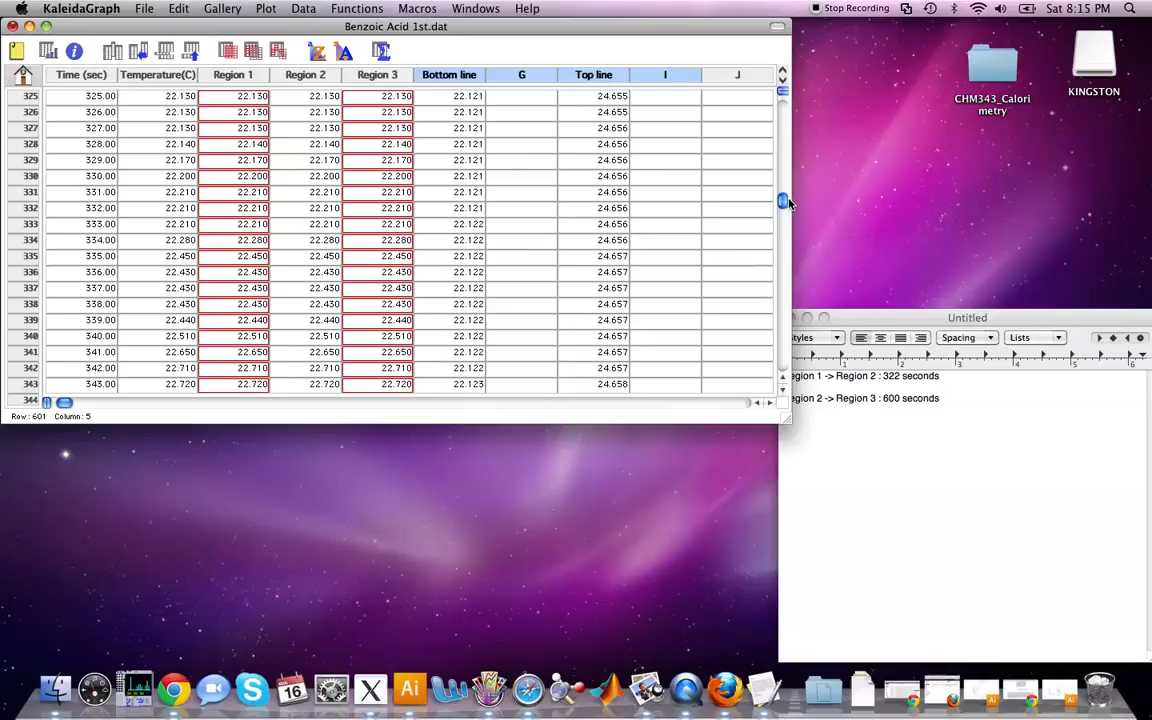 KaleidaGraph File Edit Gallery Plot Data Functions Macros Windows Help Stop Recording Sat 8:15 PM
Benzoic Acid 1st.dat
Time (sec) Temperature(C) Region 1 Region 2 Region 3 Bottom line G Top line I J
325 325.00 22.130 22.130 22.130 22.130 22.121 24.655
326 326.00 22.130 22.130 22.130 22.130 22.121 24.655
327 327.00 22.130 22.130 22.130 22.130 22.121 24.656
328 328.00 22.140 22.140 22.140 22.140 22.121 24.656
329 329.00 22.170 22.170 22.170 22.170 22.121 24.656
330 330.00 22.200 22.200 22.200 22.200 22.121 24.656
331 331.00 22.210 22.210 22.210 22.210 22.121 24.656
332 332.00 22.210 22.210 22.210 22.210 22.121 24.656
333 333.00 22.210 22.210 22.210 22.210 22.122 24.656
334 334.00 22.280 22.280 22.280 22.280 22.122 24.656
335 335.00 22.450 22.450 22.450 22.450 22.122 24.657
336 336.00 22.430 22.430 22.430 22.430 22.122 24.657
337 337.00 22.430 22.430 22.430 22.430 22.122 24.657
338 338.00 22.430 22.430 22.430 22.430 22.122 24.657
339 339.00 22.440 22.440 22.440 22.440 22.122 24.657
340 340.00 22.510 22.510 22.510 22.510 22.122 24.657
341 341.00 22.650 22.650 22.650 22.650 22.122 24.657
342 342.00 22.710 22.710 22.710 22.710 22.122 24.657
343 343.00 22.720 22.720 22.720 22.720 22.123 24.658
344
Row: 601 Column: 5
CHM343_Calori
metry
KINGSTON
Untitled
tyles Spacing Lists
1 2 3 4 5 6
egion 1 -> Region 2 : 322 seconds
egion 2 -> Region 3 : 600 seconds
MAR
16
X
Ai